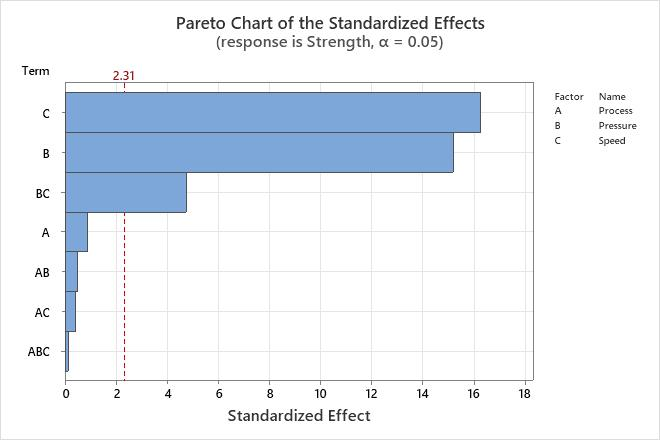 Pareto Chart of the Standardized Effects
(response is Strength, α = 0.05)
Term
2.31
Factor Name
A Process
B Pressure
C Speed
C
B
BC
A
AB
AC
ABC
0 2 4 6 8 10 12 14 16 18
Standardized Effect